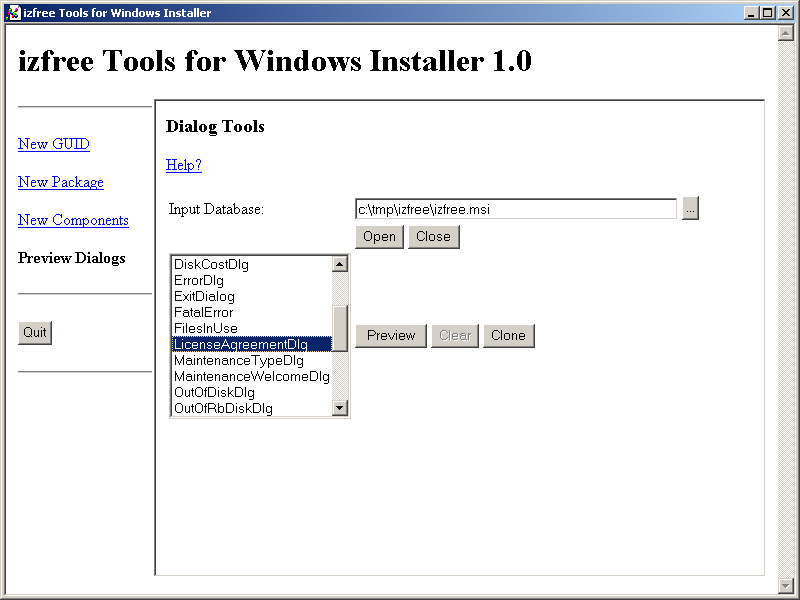 izfree Tools for Windows Installer
izfree Tools for Windows Installer 1.0
New GUID
New Package
New Components
Preview Dialogs
Quit
Dialog Tools
Help?
Input Database:
c:\tmp\izfree\izfree.msi
...
Open Close
DiskCostDlg
ErrorDlg
ExitDialog
FatalError
FilesInUse
LicenseAgreementDlg
MaintenanceTypeDlg
MaintenanceWelcomeDlg
OutOfDiskDlg
OutOfRbDiskDlg
Preview Clear Clone